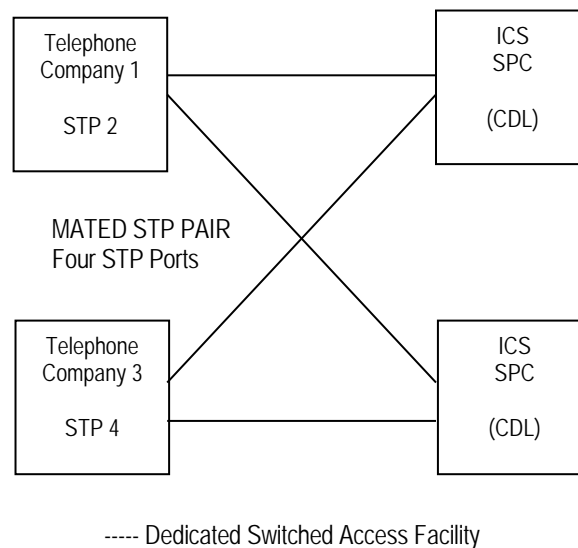 Telephone
Company 1
STP 2
ICS
SPC
(CDL)
MATED STP PAIR
Four STP Ports
Telephone
Company 3
STP 4
ICS
SPC
(CDL)
----- Dedicated Switched Access Facility